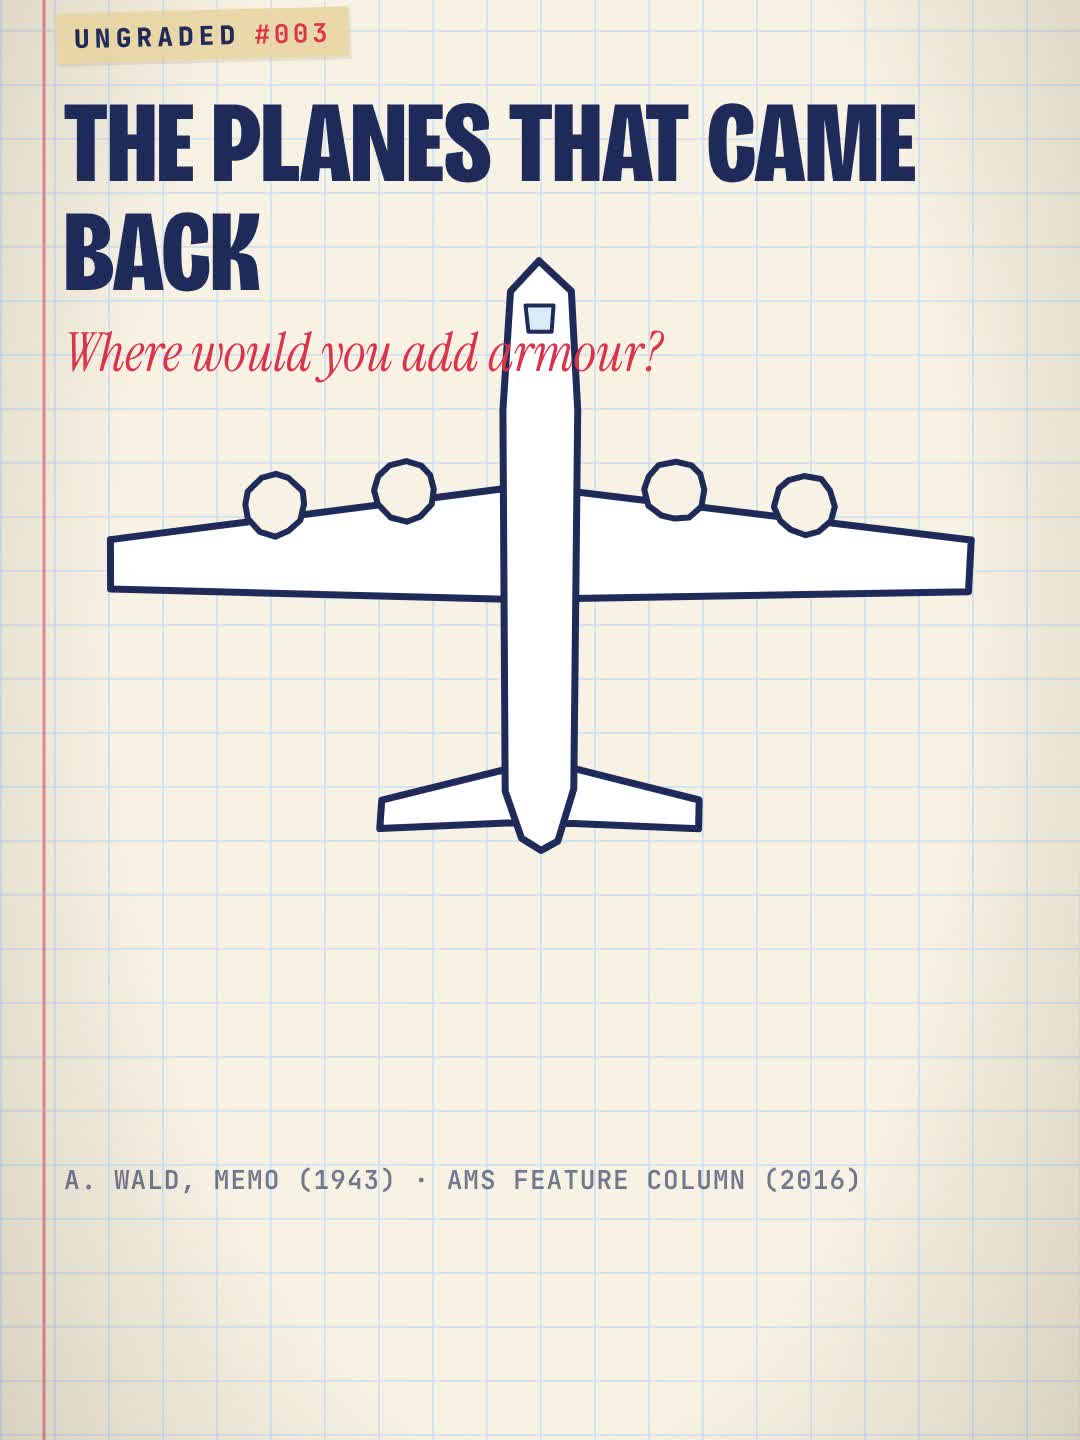 UNGRADED #003
THE PLANES THAT CAME
BACK
Where would you add armour?
A. WALD, MEMO (1943) · AMS FEATURE COLUMN (2016)